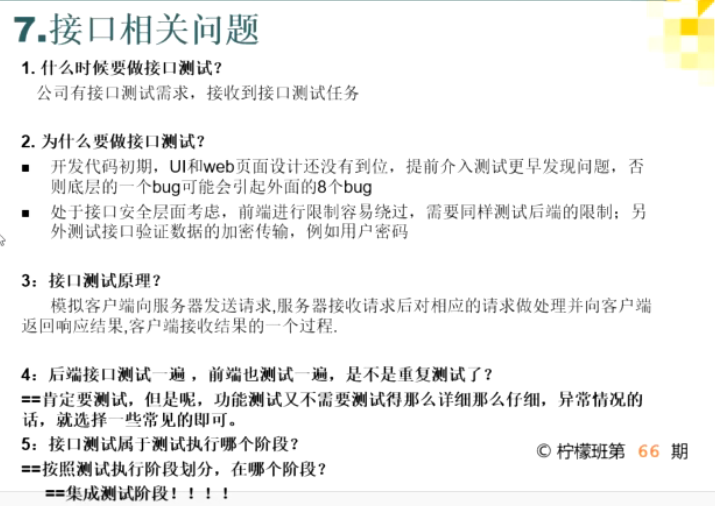 7.接口相关问题
1. 什么时候要做接口测试？
公司有接口测试需求，接收到接口测试任务
2. 为什么要做接口测试？
■ 开发代码初期，UI和web页面设计还没有到位，提前介入测试更早发现问题，否
则底层的一个bug可能会引起外面的8个bug
■ 处于接口安全层面考虑，前端进行限制容易绕过，需要同样测试后端的限制；另
外测试接口验证数据的加密传输，例如用户密码
3：接口测试原理？
模拟客户端向服务器发送请求,服务器接收请求后对相应的请求做处理并向客户端
返回响应结果,客户端接收结果的一个过程.
4：后端接口测试一遍 ，前端也测试一遍，是不是重复测试了？
==肯定要测试，但是呢，功能测试又不需要测试得那么详细那么仔细，异常情况的
话，就选择一些常见的即可。
5：接口测试属于测试执行哪个阶段？
==按照测试执行阶段划分，在哪个阶段？
==集成测试阶段！！！！
© 柠檬班第 66 期